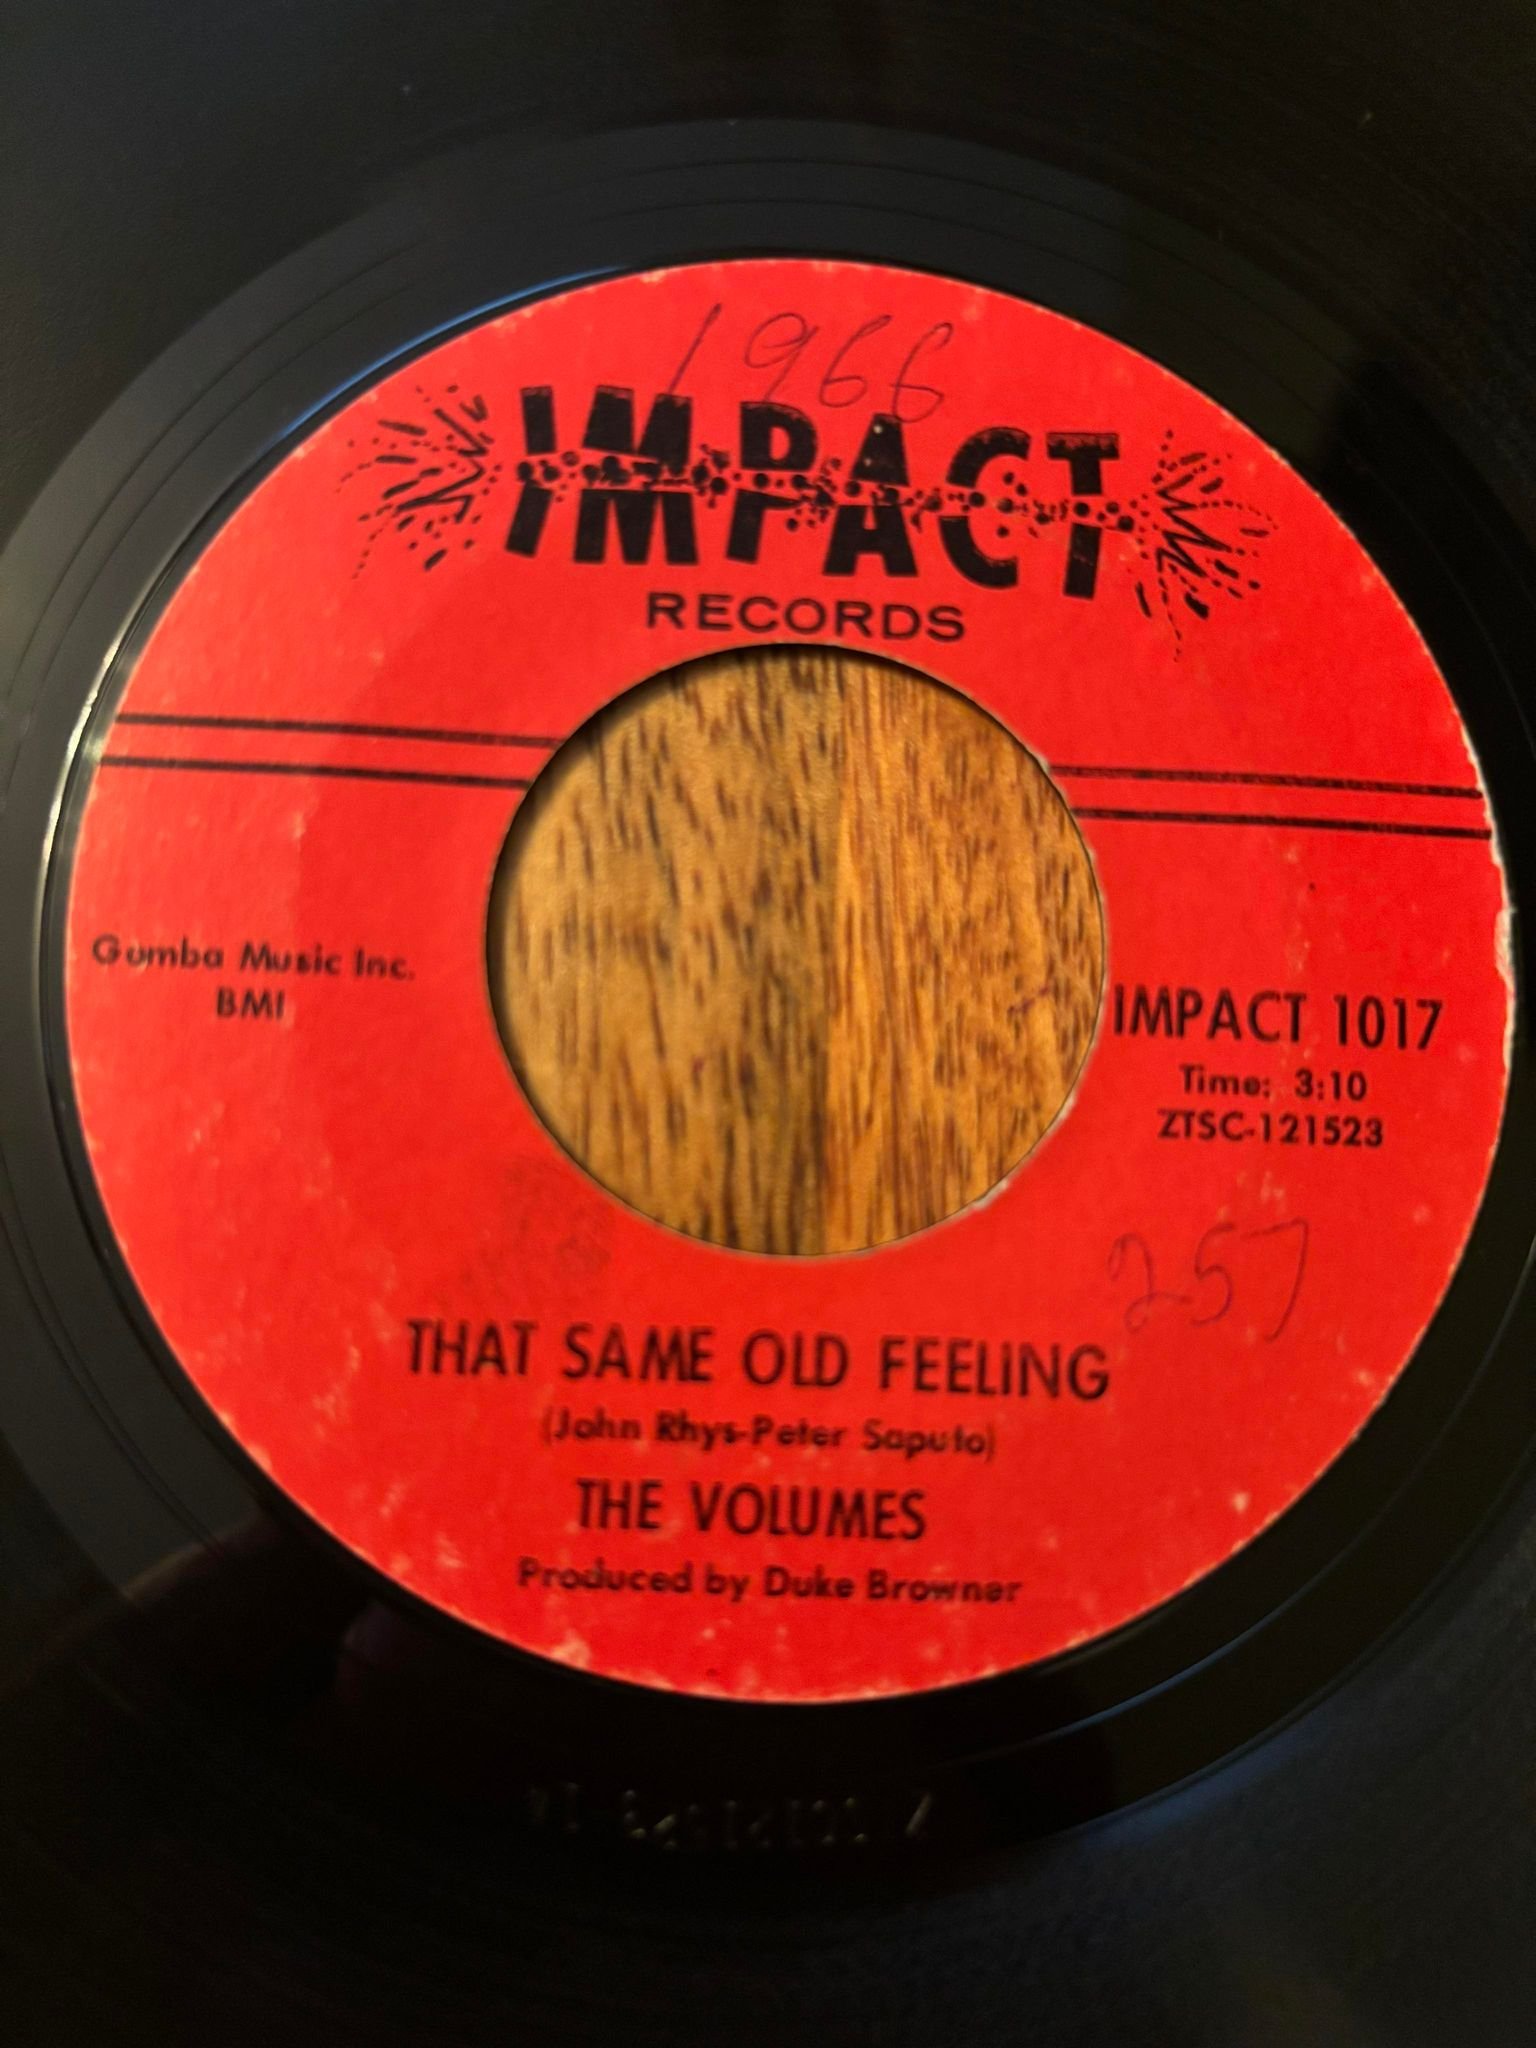 1966
IMPACT
RECORDS
Gomba Music Inc.
BMI
IMPACT 1017
Time: 3:10
ZTSC-121523
257
THAT SAME OLD FEELING
(John Rhys-Peter Saputo)
THE VOLUMES
Produced by Duke Browner